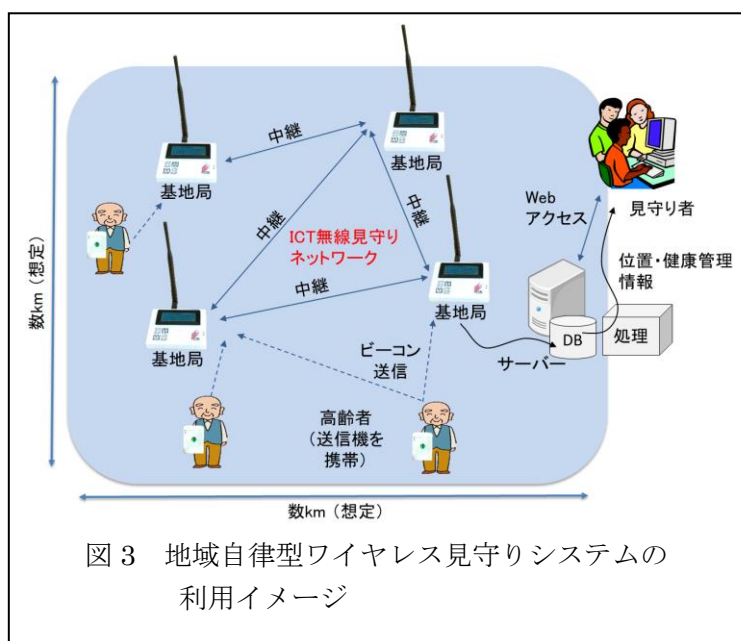 中継
基地局
基地局
中継
中継
ICT無線見守り
ネットワーク
Web
アクセス
見守り者
数km（想定）
中継
基地局
基地局
位置・健康管理
情報
DB
処理
サーバー
ビーコン
送信
高齢者
（送信機を
携帯）
数km（想定）
図３　地域自律型ワイヤレス見守りシステムの
利用イメージ